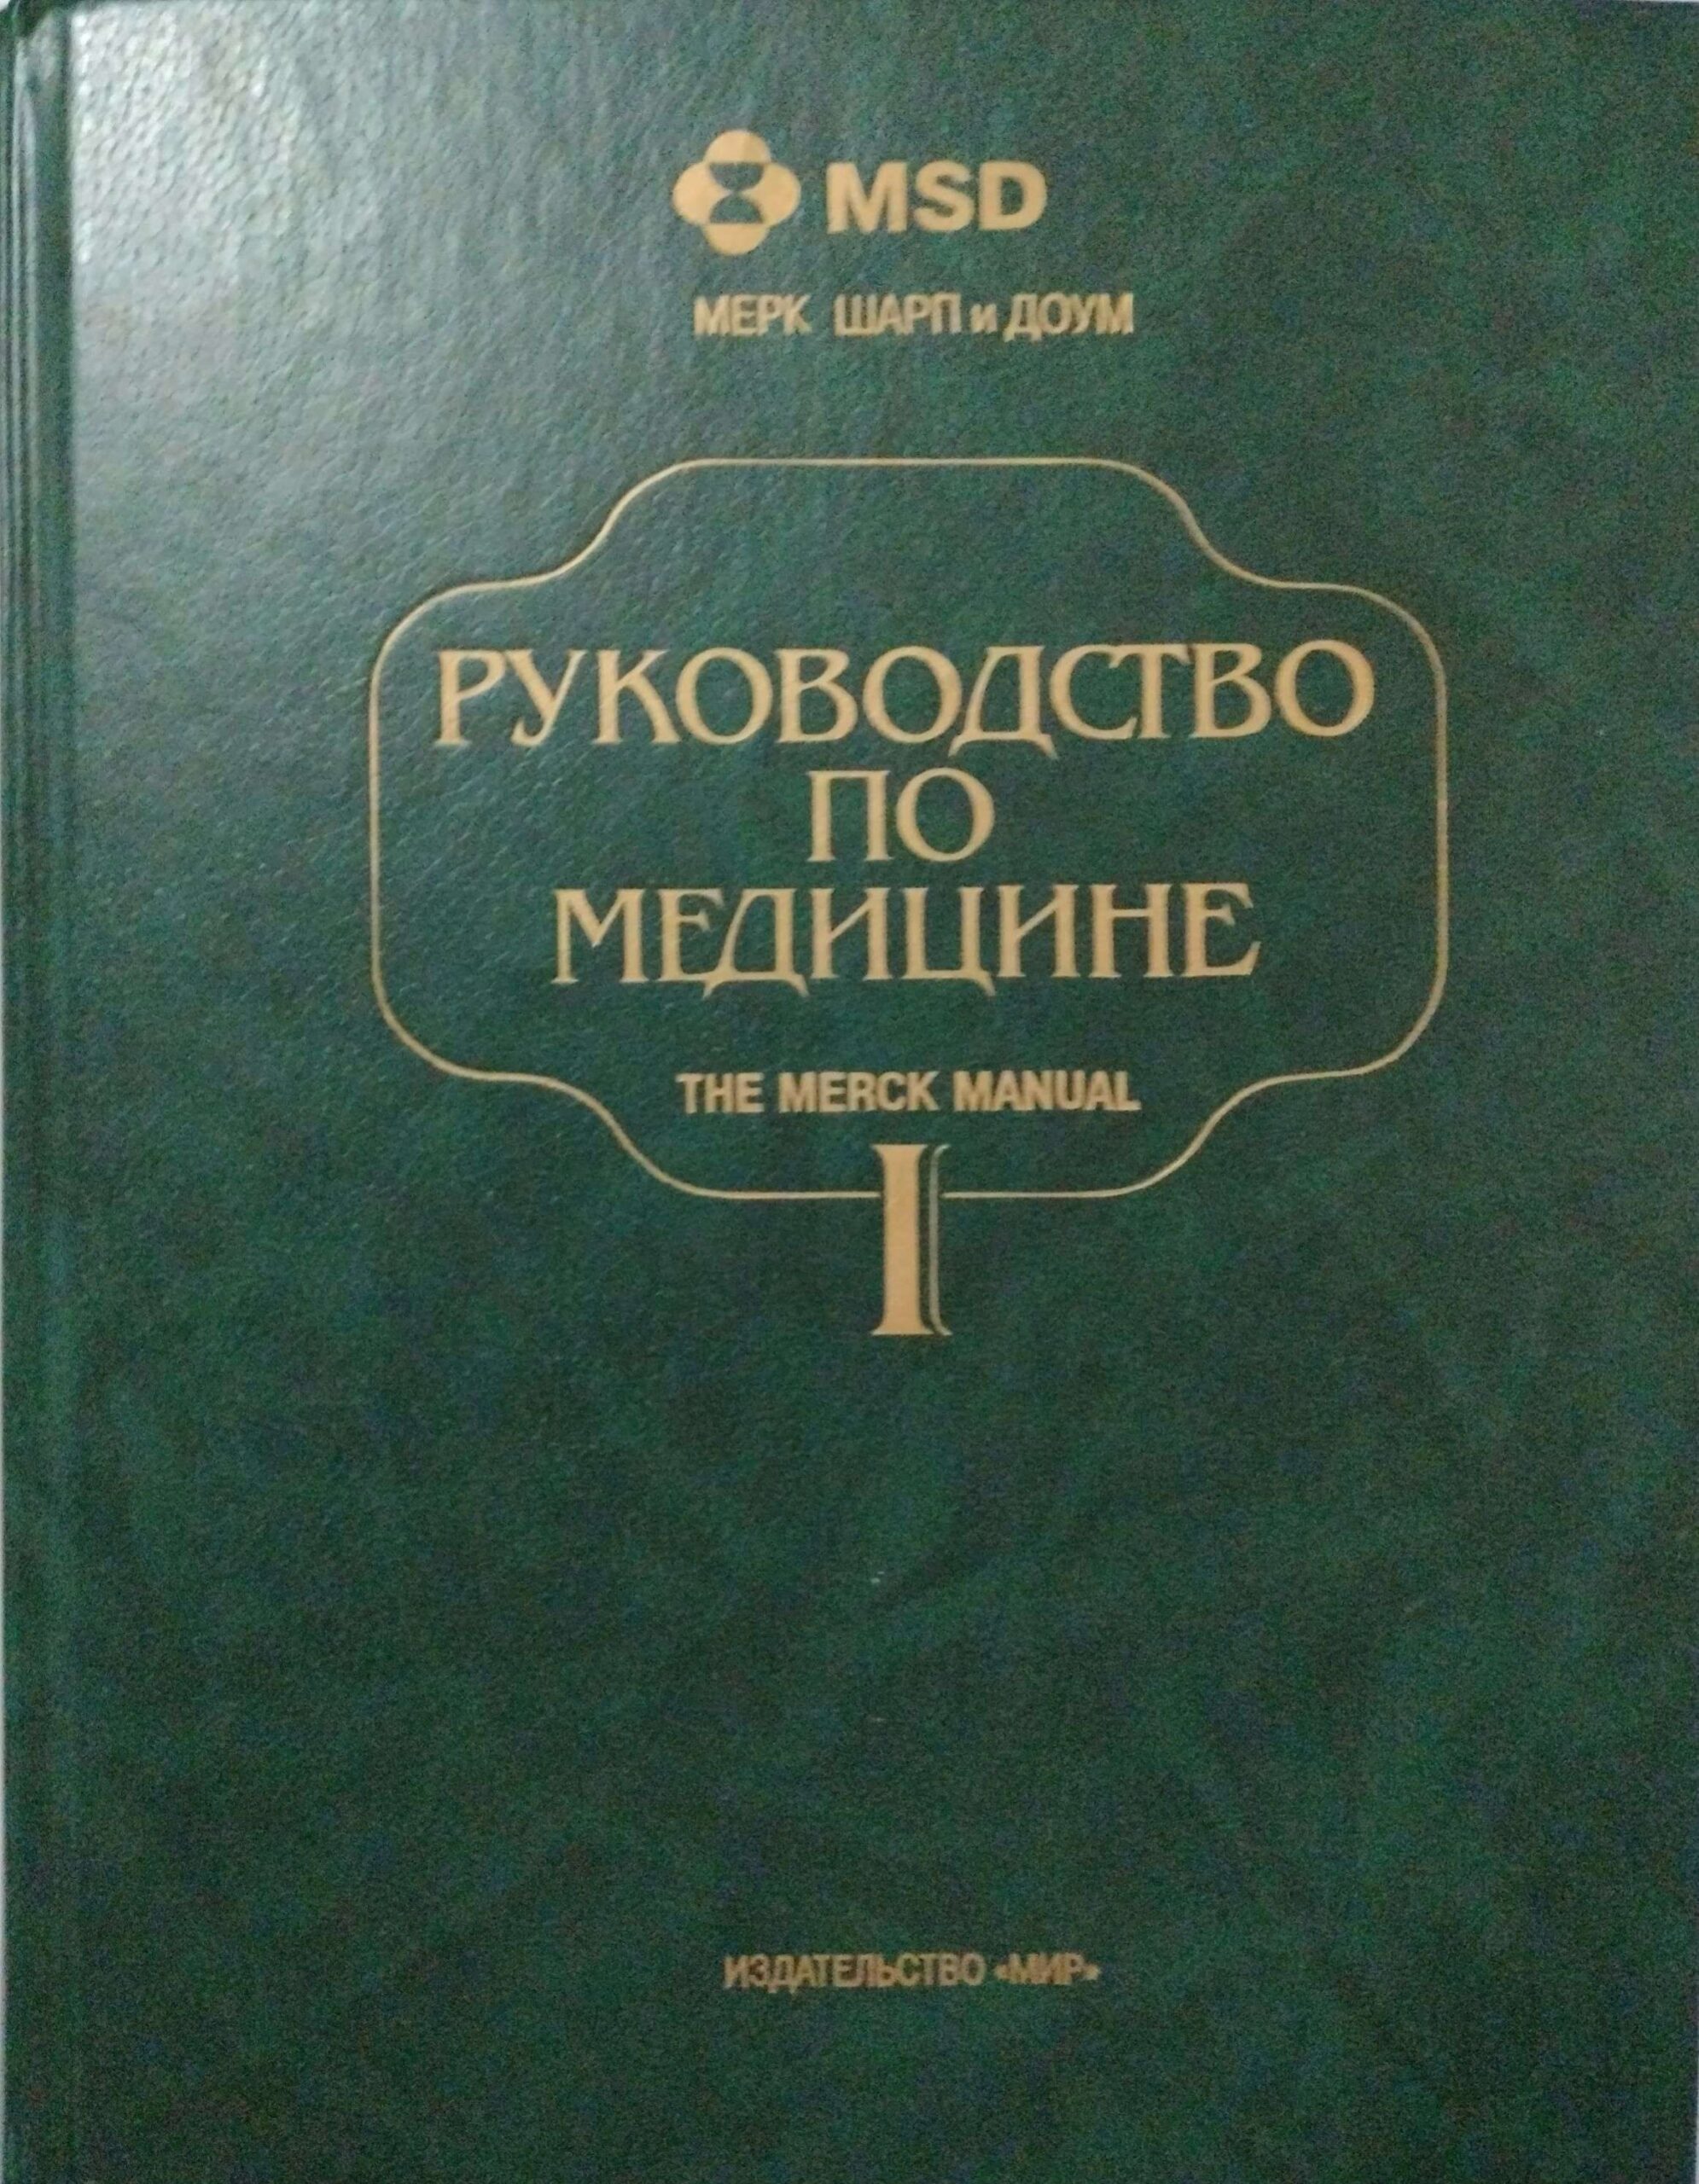 MSD
МЕРК ШАРП и ДОУМ
РУКОВОДСТВО
ПО
МЕДИЦИНЕ
THE MERCK MANUAL
I
ИЗДАТЕЛЬСТВО «МИР»